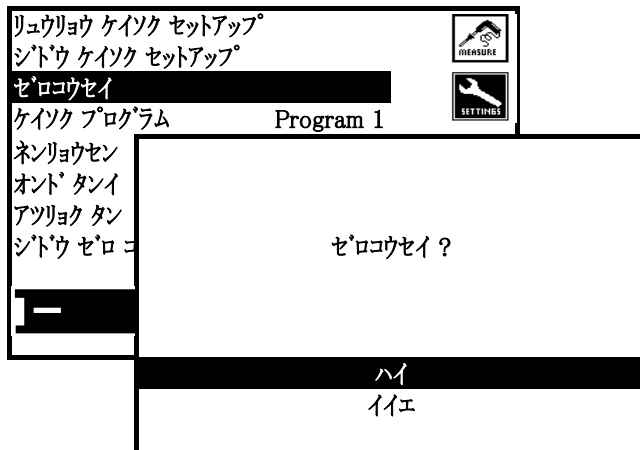 リュウリョウ ケイソク セットアップ
ジドウ ケイソク セットアップ
ゼロコウセイ
ケイソク プログラム Program 1
ネンリョウセン
オンド タンイ
アツリョク タン
ジドウ ゼロ コ
MEASURE
SETTINGS
ゼロコウセイ ?
ハイ
イイエ